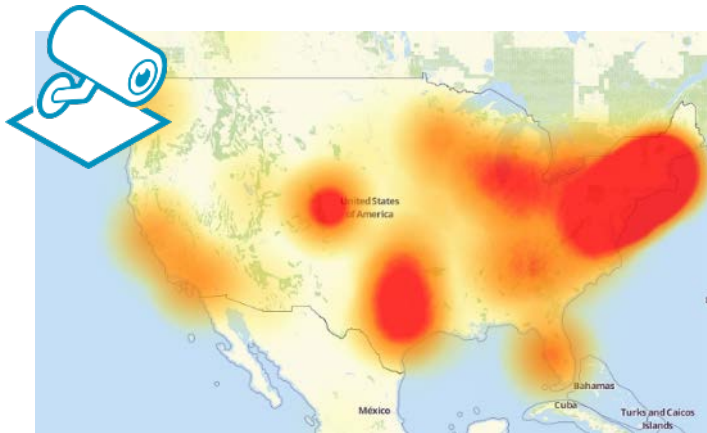 United States
of America
Bahamas
México
Cuba
Turks and Caicos
Islands